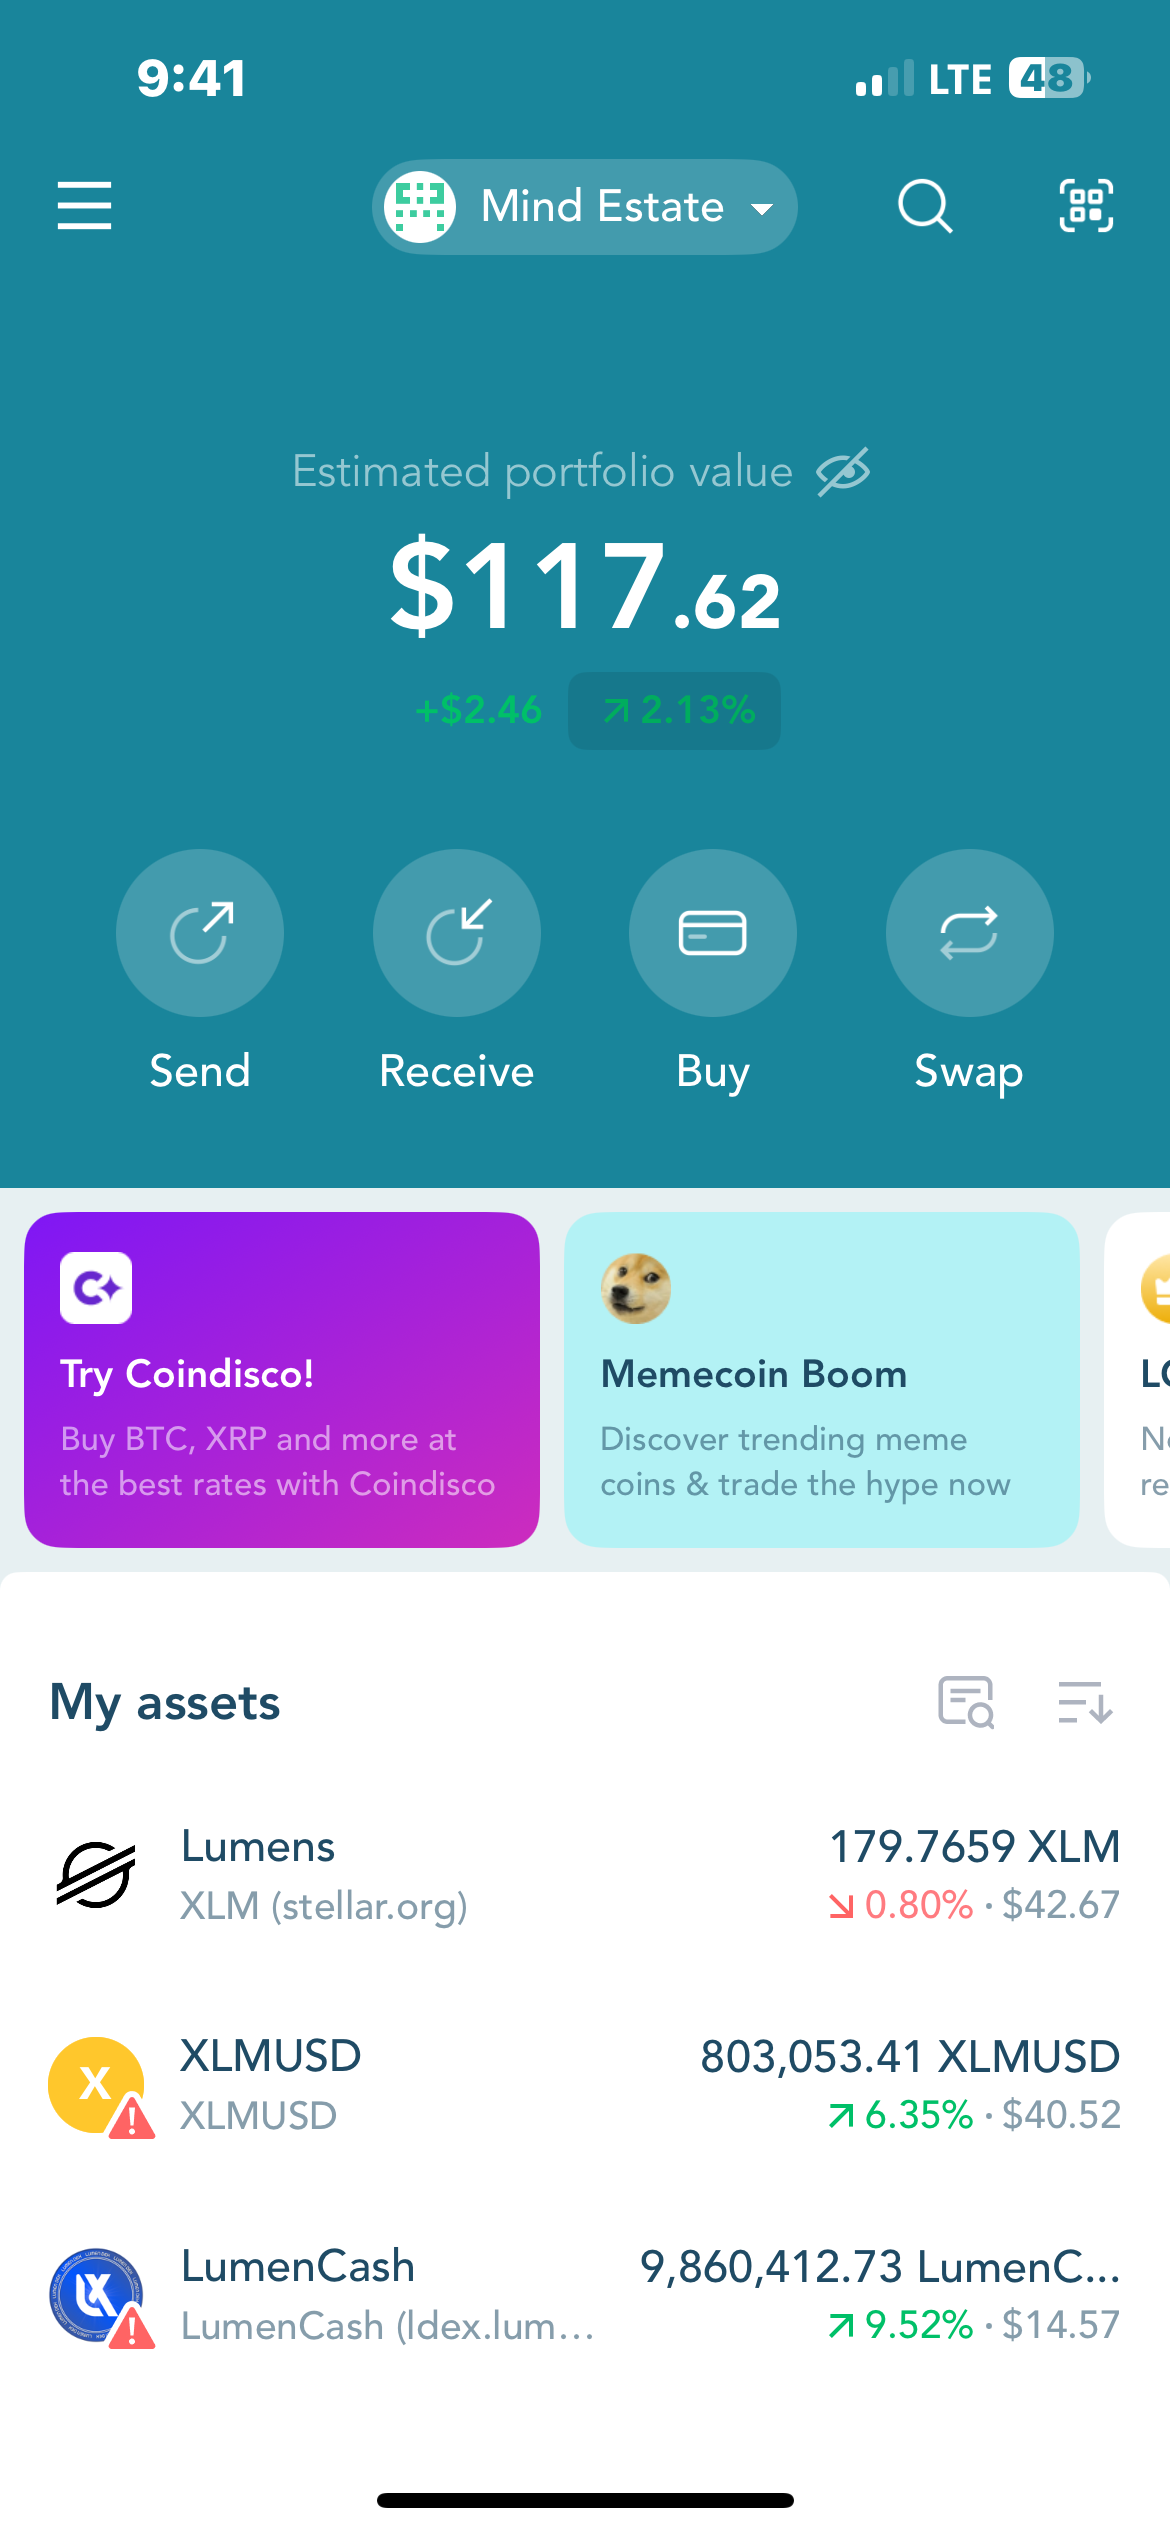 9:41
LTE 48
Mind Estate
Estimated portfolio value
$117.62
+$2.46 2.13%
Send Receive Buy Swap
Try Coindisco!
Buy BTC, XRP and more at
the best rates with Coindisco
Memecoin Boom
Discover trending meme
coins & trade the hype now
My assets
Lumens 179.7659 XLM
XLM (stellar.org) 0.80% · $42.67
XLMUSD 803,053.41 XLMUSD
XLMUSD 6.35% · $40.52
LumenCash 9,860,412.73 LumenC...
LumenCash (ldex.lum... 9.52% · $14.57